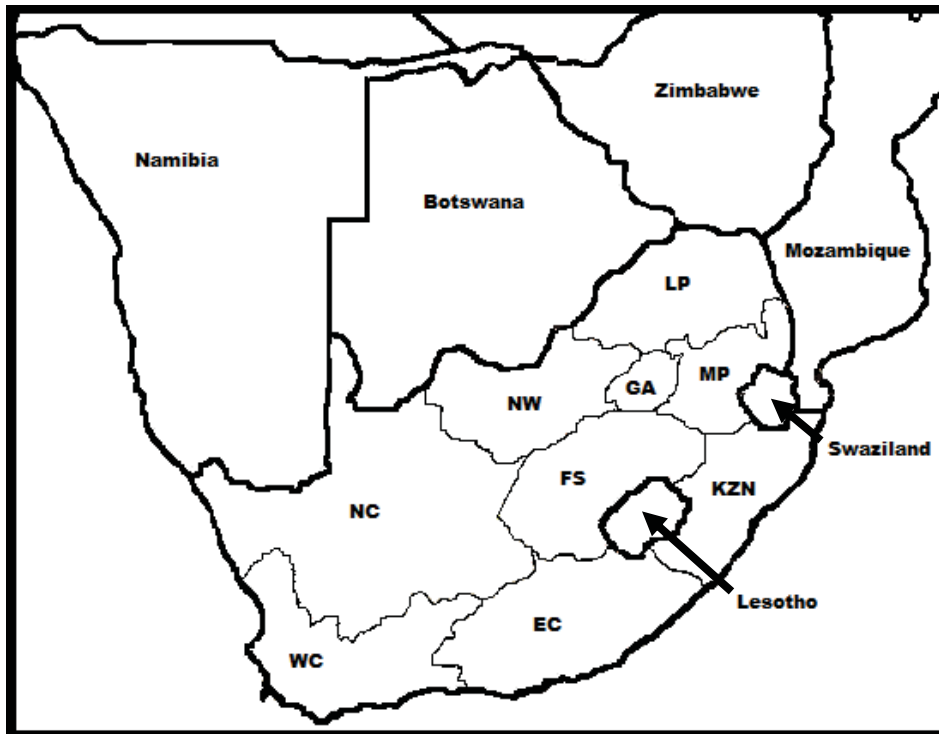 Zimbabwe
Namibia
Botswana
Mozambique
LP
MP
GA
NW
Swaziland
FS
KZN
NC
Lesotho
EC
WC